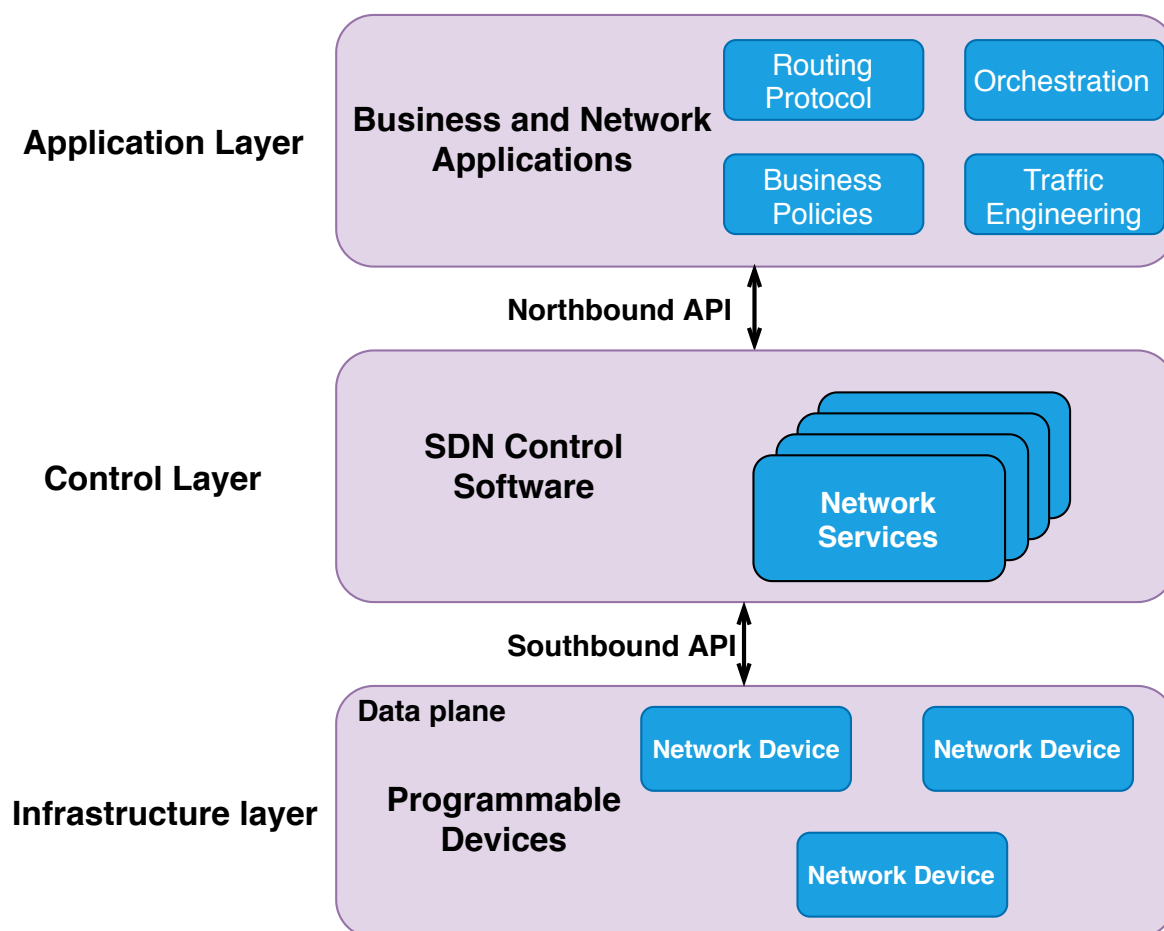 Application Layer
Business and Network
Applications
Routing
Protocol
Orchestration
Business
Policies
Traffic
Engineering
Northbound API
Control Layer
SDN Control
Software
Network
Services
Southbound API
Infrastructure layer
Data plane
Programmable
Devices
Network Device
Network Device
Network Device